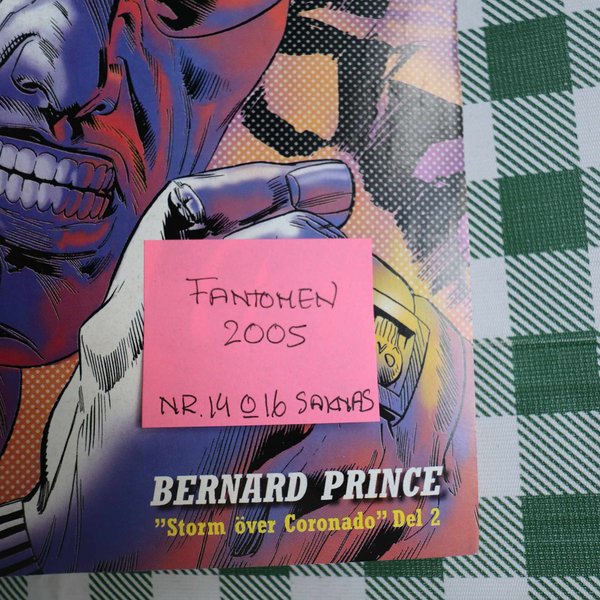 FANTOMEN
2005
NR. 14 O 16 SAKNAS
BERNARD PRINCE
"Storm över Coronado" Del 2